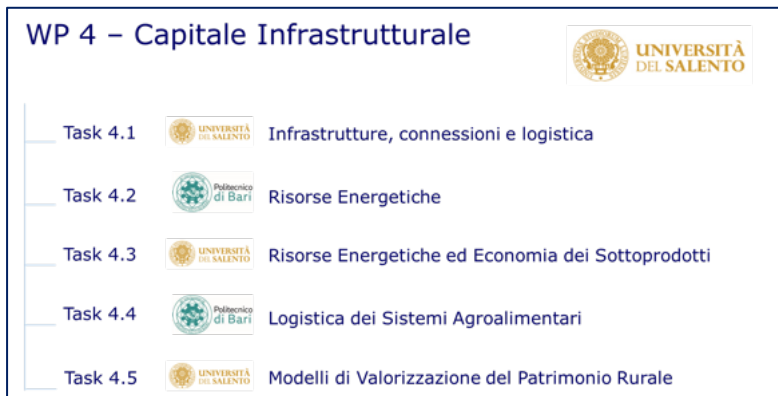 WP 4 – Capitale Infrastrutturale
UNIVERSITÀ
DEL SALENTO
Task 4.1
UNIVERSITÀ
DEL SALENTO
Infrastrutture, connessioni e logistica
Task 4.2
Politecnico
di Bari
Risorse Energetiche
Task 4.3
UNIVERSITÀ
DEL SALENTO
Risorse Energetiche ed Economia dei Sottoprodotti
Task 4.4
Politecnico
di Bari
Logistica dei Sistemi Agroalimentari
Task 4.5
UNIVERSITÀ
DEL SALENTO
Modelli di Valorizzazione del Patrimonio Rurale